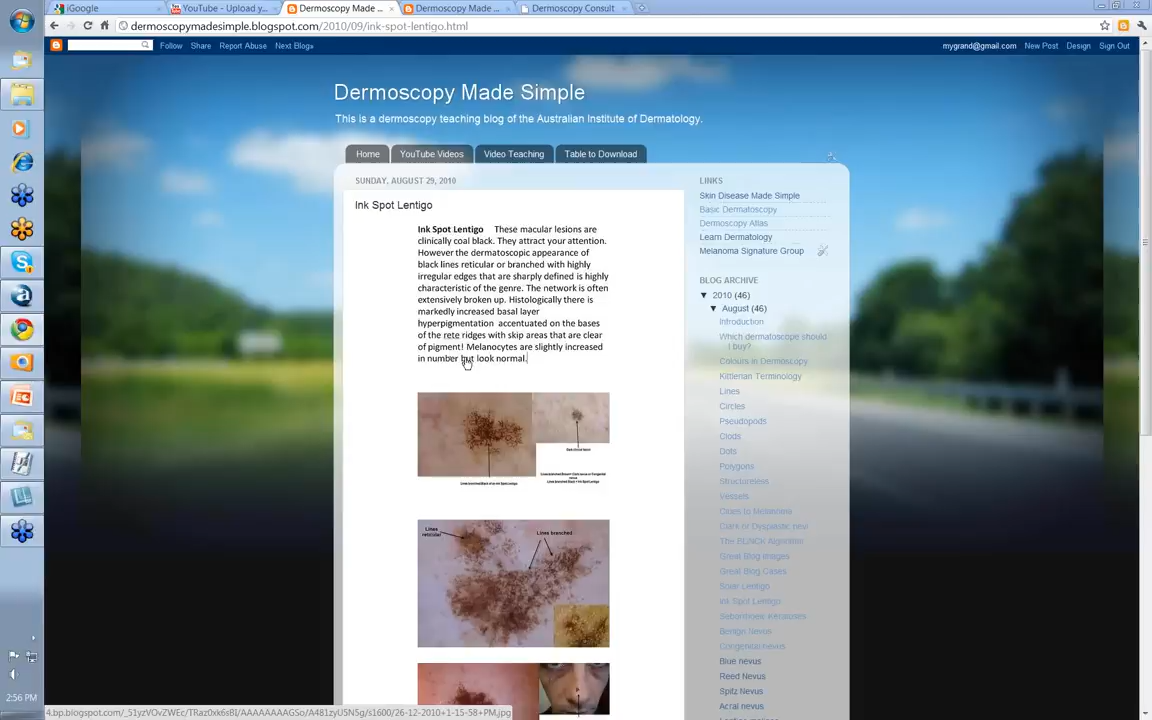 iGoogle
YouTube - Upload y...
Dermoscopy Made ...
Dermoscopy Made ...
Dermoscopy Consult
dermoscopymadesimple.blogspot.com/2010/09/ink-spot-lentigo.html
Follow Share Report Abuse Next Blog»
mygrand@gmail.com New Post Design Sign Out
Dermoscopy Made Simple
This is a dermoscopy teaching blog of the Australian Institute of Dermatology.
Home YouTube Videos Video Teaching Table to Download
SUNDAY, AUGUST 29, 2010
Ink Spot Lentigo
Ink Spot Lentigo These macular lesions are
clinically coal black. They attract your attention.
However the dermatoscopic appearance of
black lines reticular or branched with highly
irregular edges that are sharply defined is highly
characteristic of the genre. The network is often
extensively broken up. Histologically there is
markedly increased basal layer
hyperpigmentation accentuated on the bases
of the rete ridges with skip areas that are clear
of pigment! Melanocytes are slightly increased
in number but look normal.
Lines
reticular
Lines branched
LINKS
Skin Disease Made Simple
Basic Dermatoscopy
Dermoscopy Atlas
Learn Dermatology
Melanoma Signature Group
BLOG ARCHIVE
▼ 2010 (46)
▼ August (46)
Introduction
Which dermatoscope should
I buy?
Colours in Dermoscopy
Kittlerian Terminology
Lines
Circles
Pseudopods
Clods
Dots
Polygons
Structureless
Vessels
Clues to Melanoma
Clark or Dysplastic nevi
The BLINCK Algorithm
Great Blog Images
Great Blog Cases
Solar Lentigo
Ink Spot Lentigo
Seborrhoeic keratoses
Benign Nevus
Congenital nevus
Blue nevus
Reed Nevus
Spitz Nevus
Acral nevus
2:56 PM